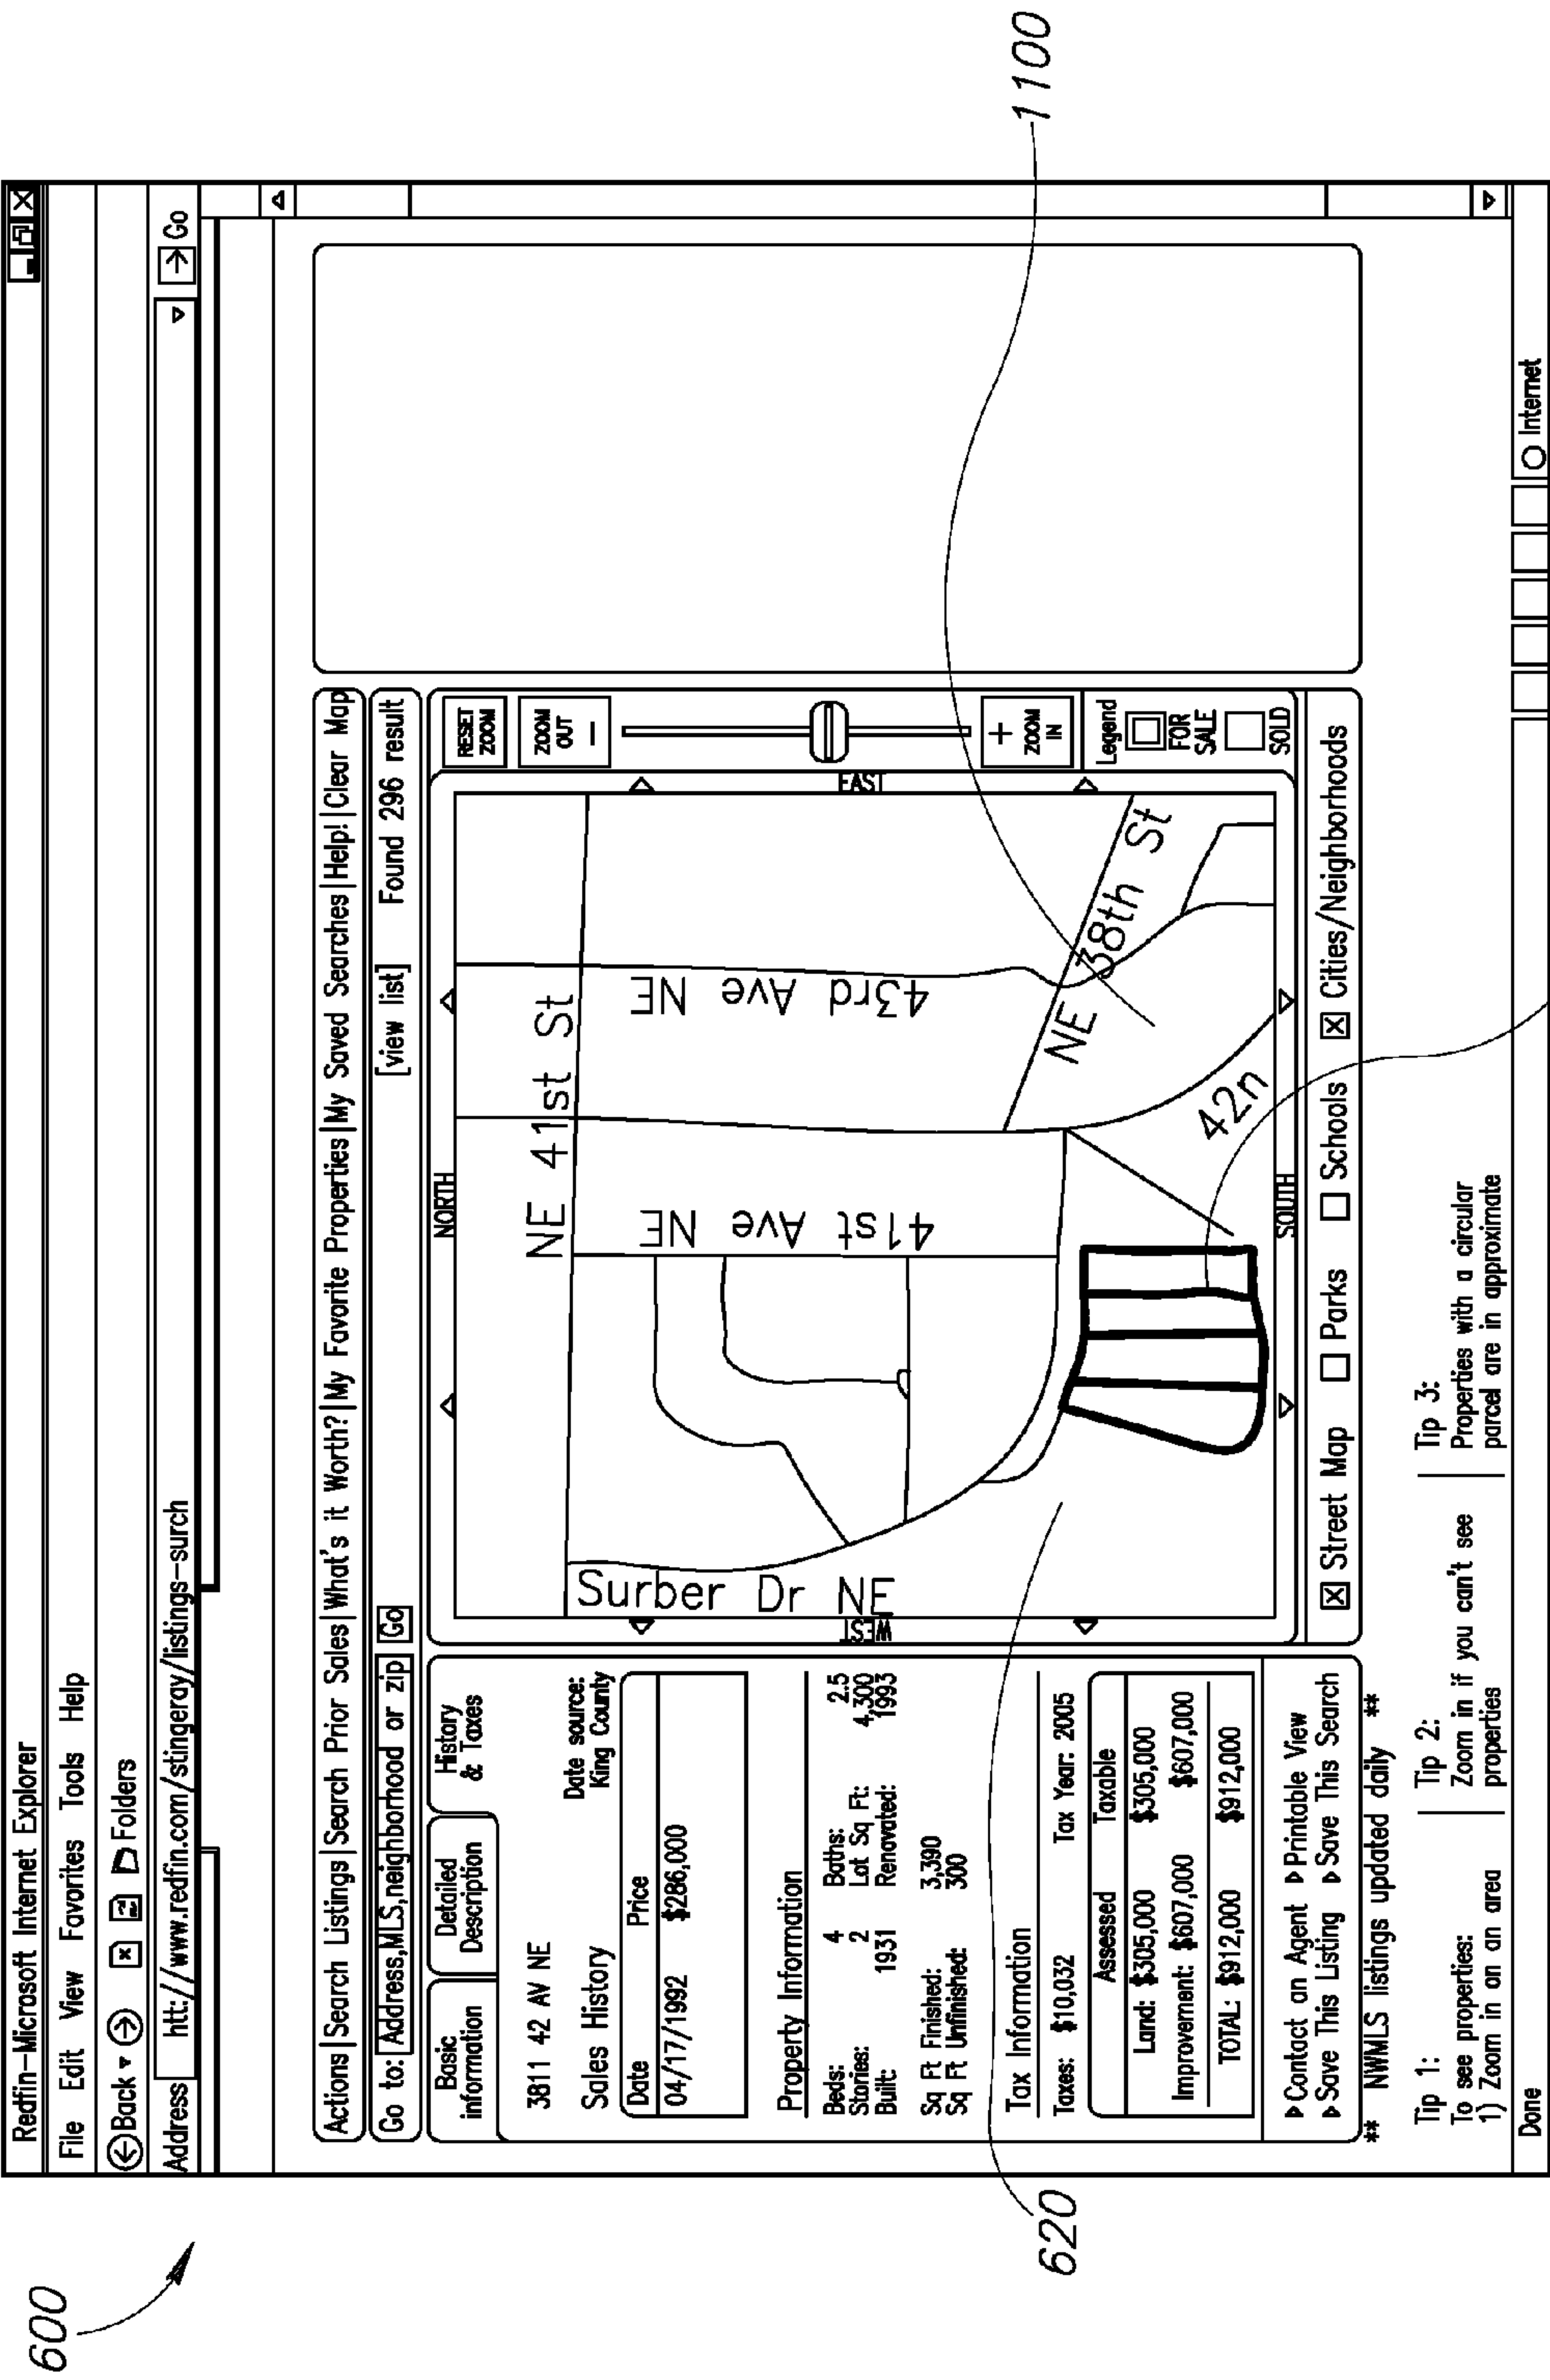 600
Redfin-Microsoft Internet Explorer
File Edit View Favorites Tools Help
Back Folders
Address htt://www.redfin.com/stingeray/listings-surch Go
Actions|Search Listings|Search Prior Sales|What's it Worth?|My Favorite Properties|My Saved Searches|Help!|Clear Map
Go to: Address,MLS,neighborhood or zip Go [view list] Found 296 result
Basic information
Detailed Description
History & Taxes
3811 42 AV NE
Date source:
King County
Sales History
Date Price
04/17/1992 $286,000
Property Information
Beds: 4 Baths: 2.5
Stories: 2 Lot Sq Ft: 4,300
Built: 1931 Renovated: 1993
Sq Ft Finished: 3,390
Sq Ft Unfinished: 300
Tax Information
Taxes: $10,032 Tax Year: 2005
Assessed Taxable
Land: $305,000 $305,000
Improvement: $607,000 $607,000
TOTAL: $912,000 $912,000
Contact an Agent Printable View
Save This Listing Save This Search
** NWMLS listings updated daily **
NORTH
WEST
EAST
SOUTH
NE 41st St
Surber Dr NE
41st Ave NE
43rd Ave NE
NE 38th St
42n
RESET ZOOM
ZOOM OUT
−
+
ZOOM IN
Legend
FOR SALE
SOLD
Street Map Parks Schools Cities/Neighborhoods
Tip 1:
To see properties:
1) Zoom in on an area
Tip 2:
Zoom in if you can't see
properties
Tip 3:
Properties with a circular
parcel are in approximate
Done Internet
620
1100